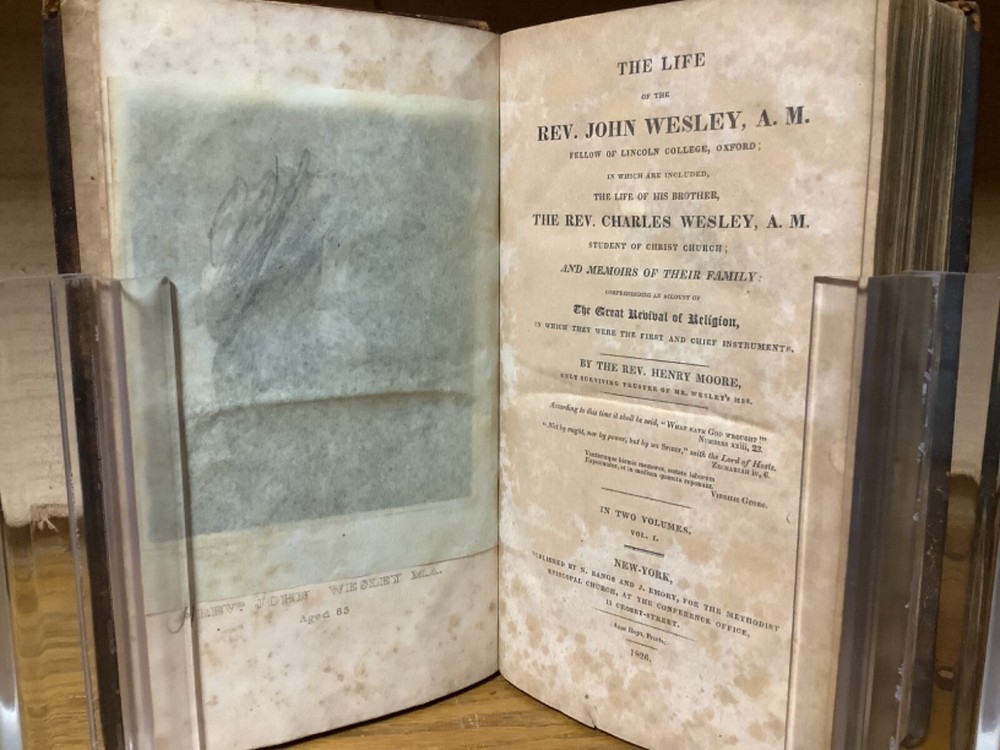 REV: JOHN WESLEY M.A.
Aged 63
THE LIFE
OF THE
REV. JOHN WESLEY, A. M.
FELLOW OF LINCOLN COLLEGE, OXFORD;
IN WHICH ARE INCLUDED,
THE LIFE OF HIS BROTHER,
THE REV. CHARLES WESLEY, A. M.
STUDENT OF CHRIST CHURCH;
AND MEMOIRS OF THEIR FAMILY:
COMPREHENDING AN ACCOUNT OF
The Great Revival of Religion,
IN WHICH THEY WERE THE FIRST AND CHIEF INSTRUMENTS.
BY THE REV. HENRY MOORE,
ONLY SURVIVING TRUSTEE OF MR. WESLEY'S MSS.
According to this time it shall be said, "WHAT HATH GOD WROUGHT!"
NUMBERS xxiii, 23.
"Not by might, nor by power, but by my SPIRIT," saith the Lord of Hosts.
ZECHARIAH iv, 6.
IN TWO VOLUMES.
VOL. I.
NEW-YORK,
PUBLISHED BY N. BANGS AND J. EMORY, FOR THE METHODIST
EPISCOPAL CHURCH, AT THE CONFERENCE OFFICE,
13 CROSBY-STREET.
Azor Hoyt, Printer.
1826.